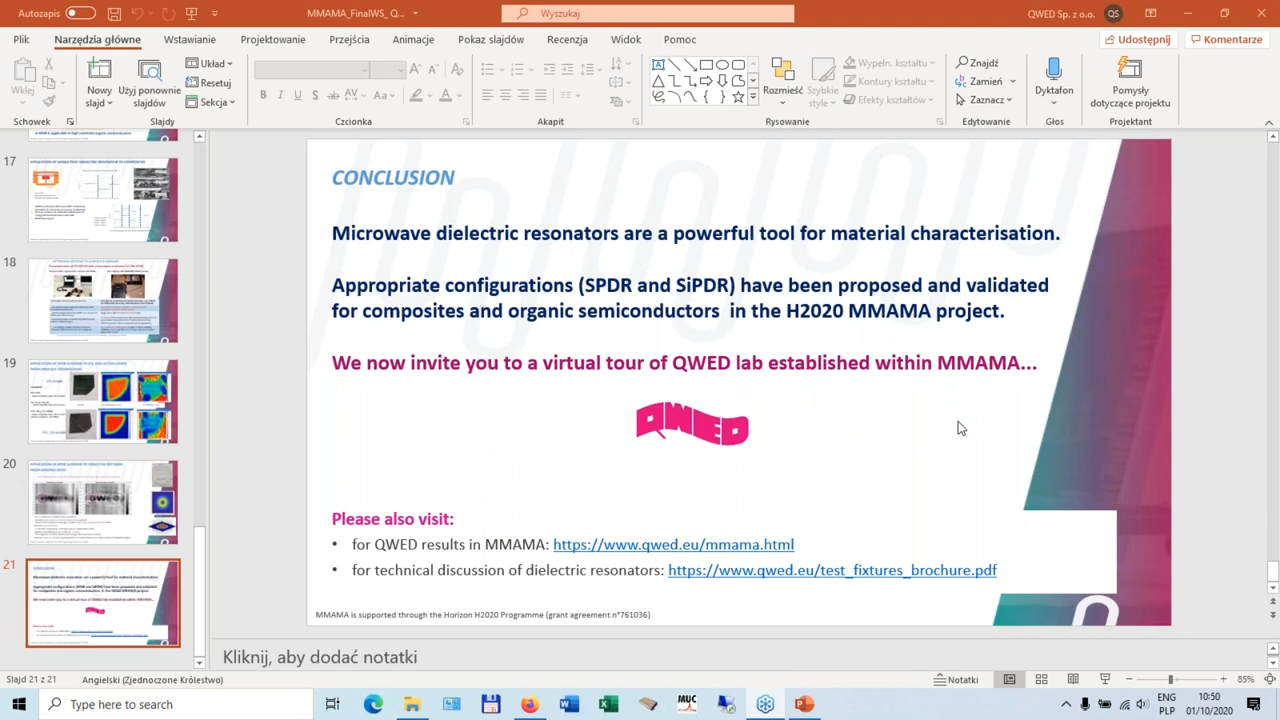 Autozapis
MMAMA_FinalWS_Q...
Wyszukaj
QWED Sp. z o.o.
QS
Plik
Narzędzia główne
Wstawianie
Projektowanie
Przejścia
Animacje
Pokaz slajdów
Recenzja
Widok
Pomoc
Udostępnij
Komentarze
Wklej
Nowy slajd
Użyj ponownie slajdów
Układ
Resetuj
Sekcja
Rozmieść
Szybkie style
Wypełn. kształtu
Kontury kształtu
Efekty kształtów
Znajdź
Zamień
Zaznacz
Dyktafon
Pomysły dotyczące projektu
Schowek
Slajdy
Czcionka
Akapit
Rysowanie
Edytowanie
Głos
Projektant
17
18
19
20
21
CONCLUSION
Microwave dielectric resonators are a powerful tool for material characterisation.
Appropriate configurations (SPDR and SiPDR) have been proposed and validated
for composites and organic semiconductors in the H2020 MMAMA project.
We now invite you to a virtual tour of QWED established within MMAMA...
QWED
Please also visit:
• for QWED results in MMAMA: https://www.qwed.eu/mmama.html
• for technical discussion of dielectric resonators: https://www.qwed.eu/test_fixtures_brochure.pdf
MMAMA is supported through the Horizon H2020 Programme (grant agreement n°761036)
Kliknij, aby dodać notatki
Slajd 21 z 21
Angielski (Zjednoczone Królestwo)
Notatki
85%
Type here to search
ENG
PLP
10:50
01/10/2020